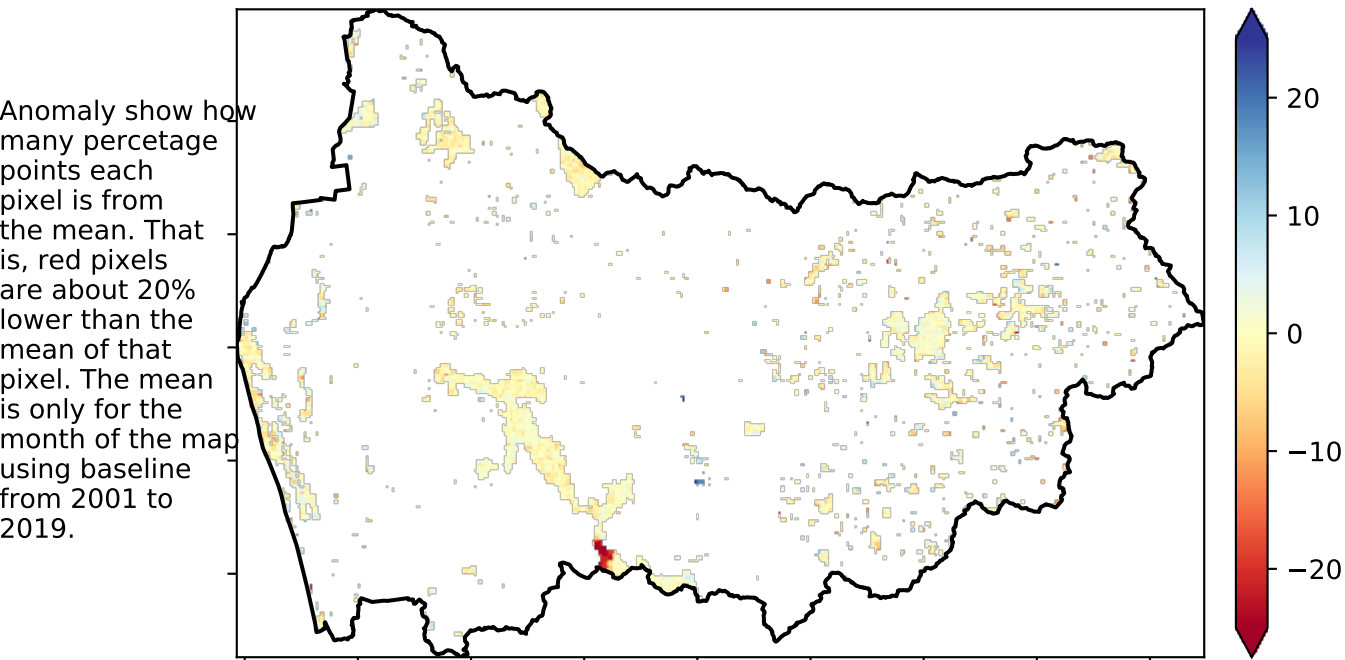 Anomaly show how
many percetage
points each
pixel is from
the mean. That
is, red pixels
are about 20%
lower than the
mean of that
pixel. The mean
is only for the
month of the map
using baseline
from 2001 to
2019.
20
10
0
−10
−20